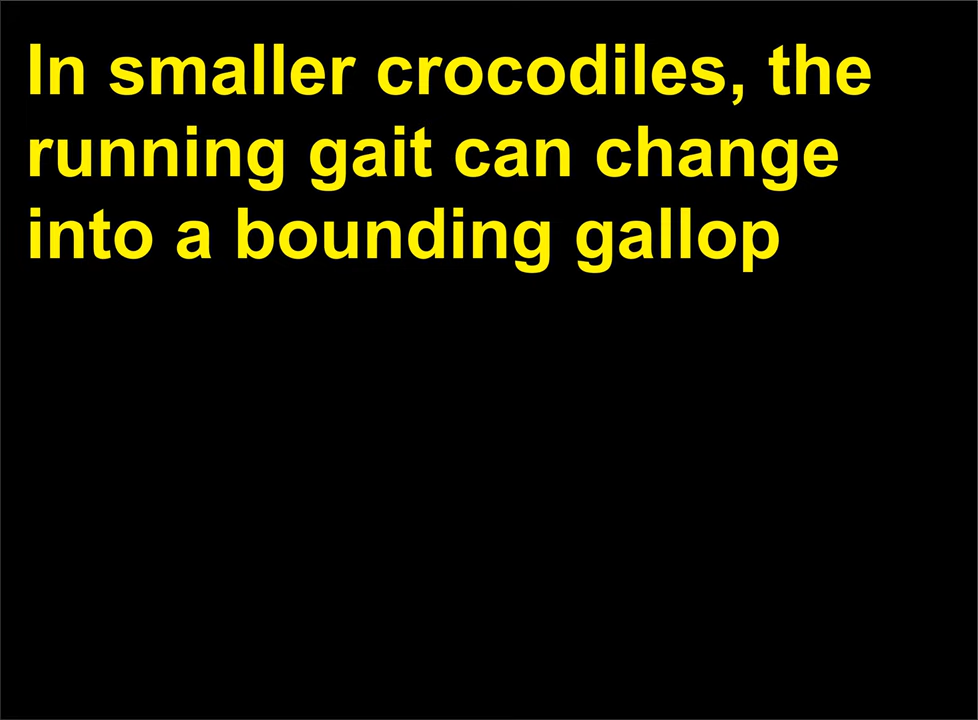 In smaller crocodiles, the
running gait can change
into a bounding gallop